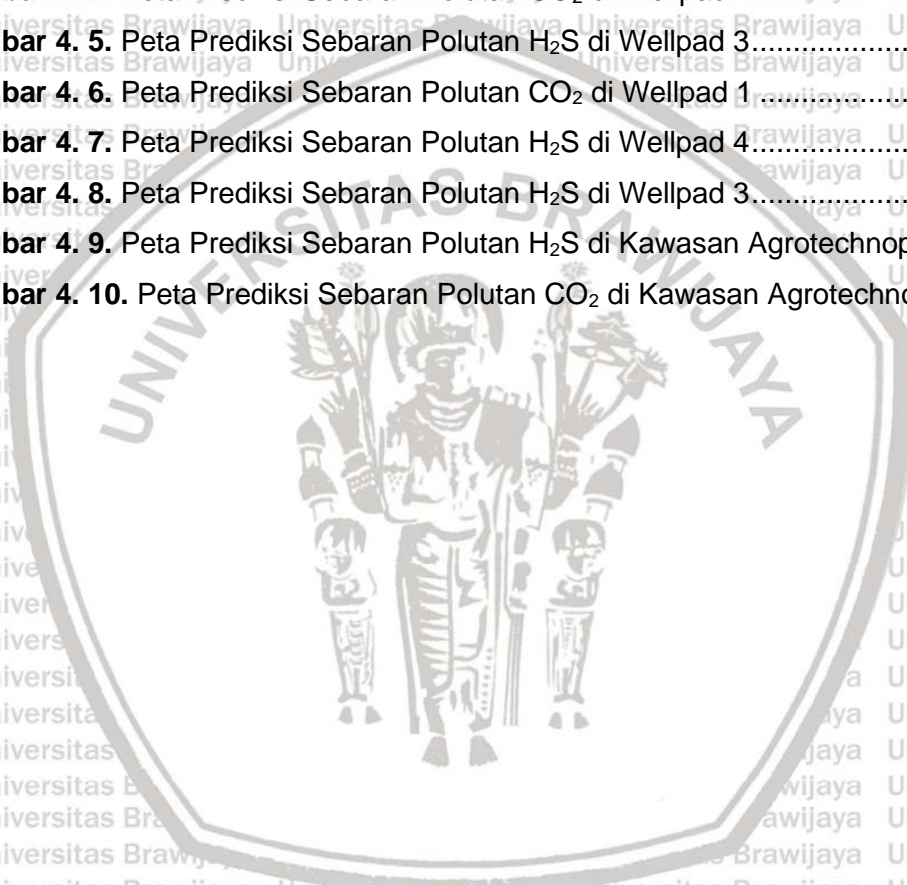 bar 4. 5. Peta Prediksi Sebaran Polutan H₂S di Wellpad 3....................
bar 4. 6. Peta Prediksi Sebaran Polutan CO₂ di Wellpad 1 ..................
bar 4. 7. Peta Prediksi Sebaran Polutan H₂S di Wellpad 4....................
bar 4. 8. Peta Prediksi Sebaran Polutan H₂S di Wellpad 3....................
bar 4. 9. Peta Prediksi Sebaran Polutan H₂S di Kawasan Agrotechnop
bar 4. 10. Peta Prediksi Sebaran Polutan CO₂ di Kawasan Agrotechno
UNIVERSITAS BRAWIJAYA